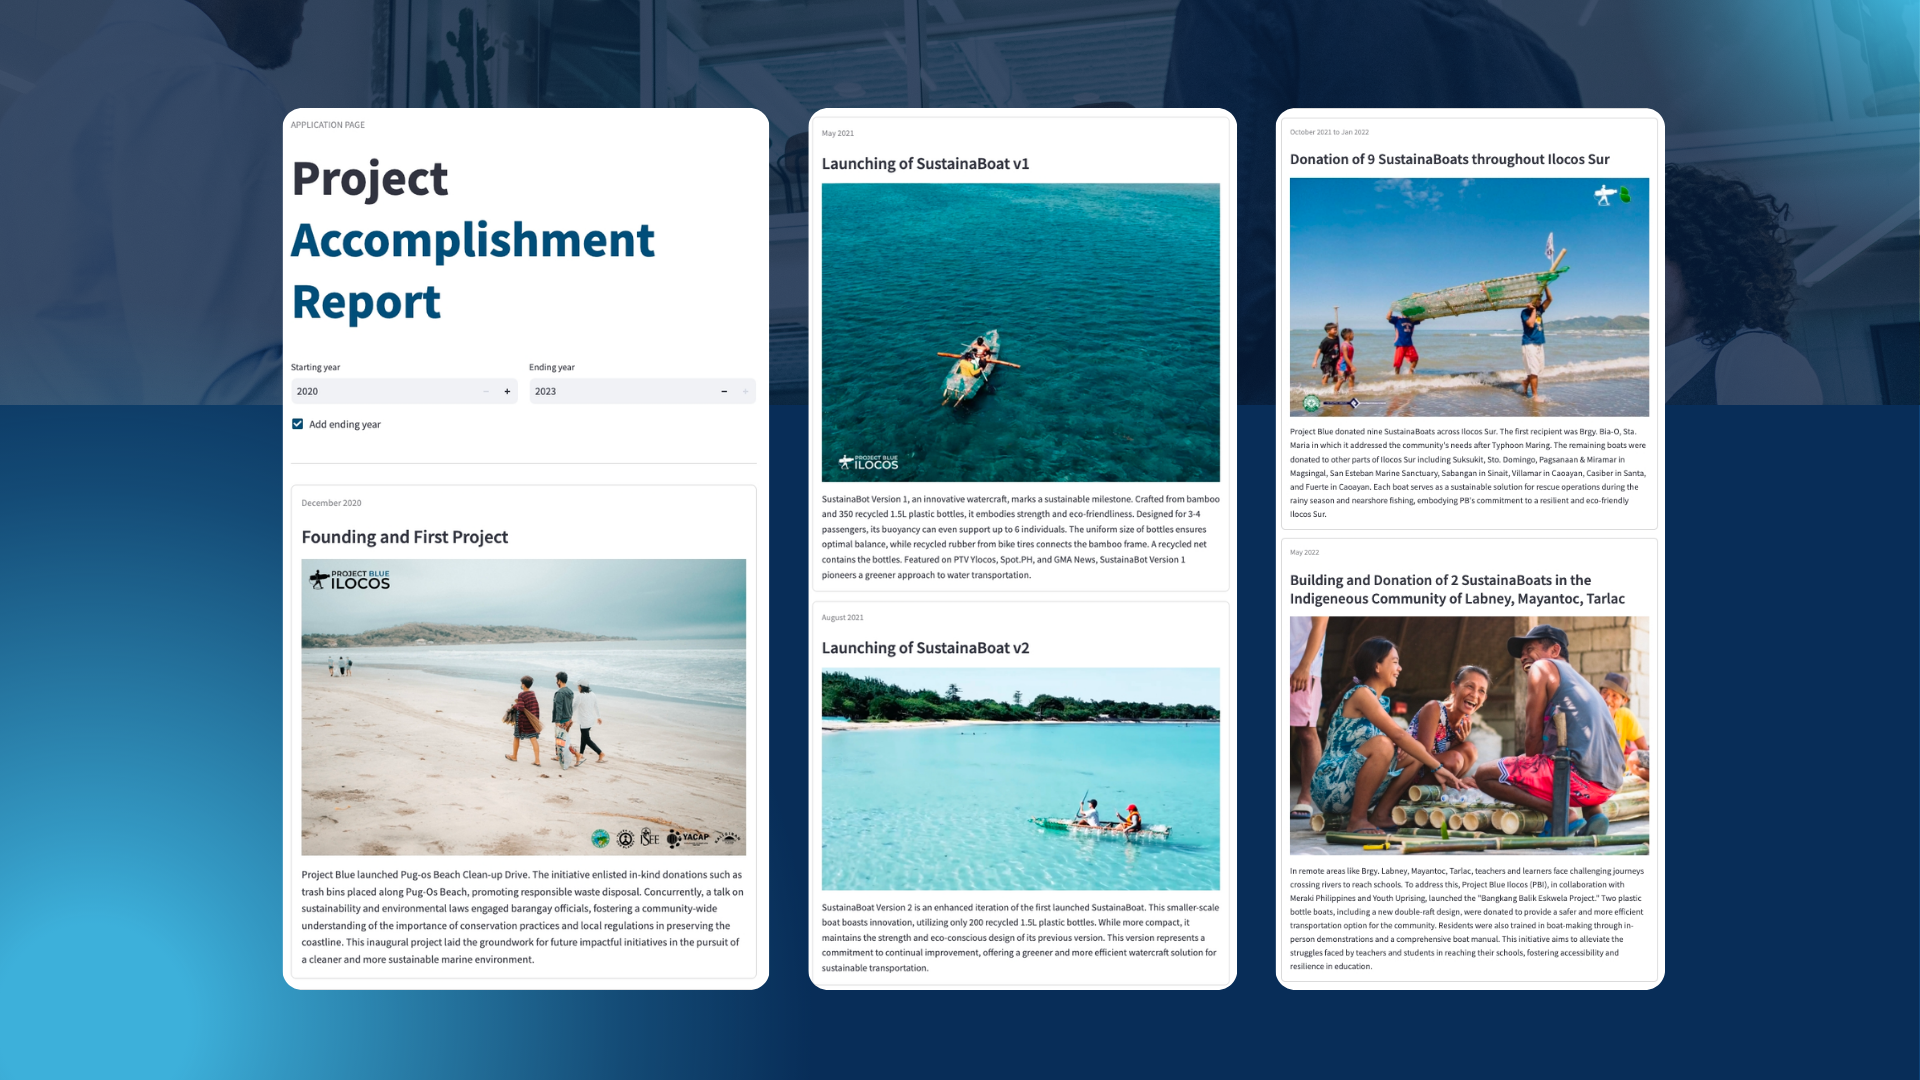 APPLICATION PAGE
Project
Accomplishment
Report
Starting year
Ending year
2020
− +
2023
− +
Add ending year
December 2020
Founding and First Project
PROJECT BLUE
ILOCOS
ISEE
YACAP
Project Blue launched Pug-os Beach Clean-up Drive. The initiative enlisted in-kind donations such as
trash bins placed along Pug-Os Beach, promoting responsible waste disposal. Concurrently, a talk on
sustainability and environmental laws engaged barangay officials, fostering a community-wide
understanding of the importance of conservation practices and local regulations in preserving the
coastline. This inaugural project laid the groundwork for future impactful initiatives in the pursuit of
a cleaner and more sustainable marine environment.
May 2021
Launching of SustainaBoat v1
PROJECT BLUE
ILOCOS
SustainaBot Version 1, an innovative watercraft, marks a sustainable milestone. Crafted from bamboo
and 350 recycled 1.5L plastic bottles, it embodies strength and eco-friendliness. Designed for 3-4
passengers, its buoyancy can even support up to 6 individuals. The uniform size of bottles ensures
optimal balance, while recycled rubber from bike tires connects the bamboo frame. A recycled net
contains the bottles. Featured on PTV Ylocos, Spot.PH, and GMA News, SustainaBoat Version 1
pioneers a greener approach to water transportation.
August 2021
Launching of SustainaBoat v2
SustainaBoat Version 2 is an enhanced iteration of the first launched SustainaBoat. This smaller-scale
boat boasts innovation, utilizing only 200 recycled 1.5L plastic bottles. While more compact, it
maintains the strength and eco-conscious design of its previous version. This version represents a
commitment to continual improvement, offering a greener and more efficient watercraft solution for
sustainable transportation.
October 2021 to Jan 2022
Donation of 9 SustainaBoats throughout Ilocos Sur
Project Blue donated nine SustainaBoats across Ilocos Sur. The first recipient was Brgy. Bia-O, Sta.
Maria in which it addressed the community's needs after Typhoon Maring. The remaining boats were
donated to other parts of Ilocos Sur including Suksukit, Sto. Domingo, Pagsanaan & Miramar in
Magsingal, San Esteban Marine Sanctuary, Sabangan in Sinait, Villamar in Caoayan, Casiber in Santa,
and Fuerte in Caoayan. Each boat serves as a sustainable solution for rescue operations during the
rainy season and nearshore fishing, embodying PB's commitment to a resilient and eco-friendly
Ilocos Sur.
May 2022
Building and Donation of 2 SustainaBoats in the
Indigeneous Community of Labney, Mayantoc, Tarlac
In remote areas like Brgy. Labney, Mayantoc, Tarlac, teachers and learners face challenging journeys
crossing rivers to reach schools. To address this, Project Blue Ilocos (PBI), in collaboration with
Meraki Philippines and Youth Uprising, launched the "Bangkang Balik Eskwela Project." Two plastic
bottle boats, including a new double-raft design, were donated to provide a safer and more efficient
transportation option for the community. Residents were also trained in boat-making through in-
person demonstrations and a comprehensive boat manual. This initiative aims to alleviate the
struggles faced by teachers and students in reaching their schools, fostering accessibility and
resilience in education.